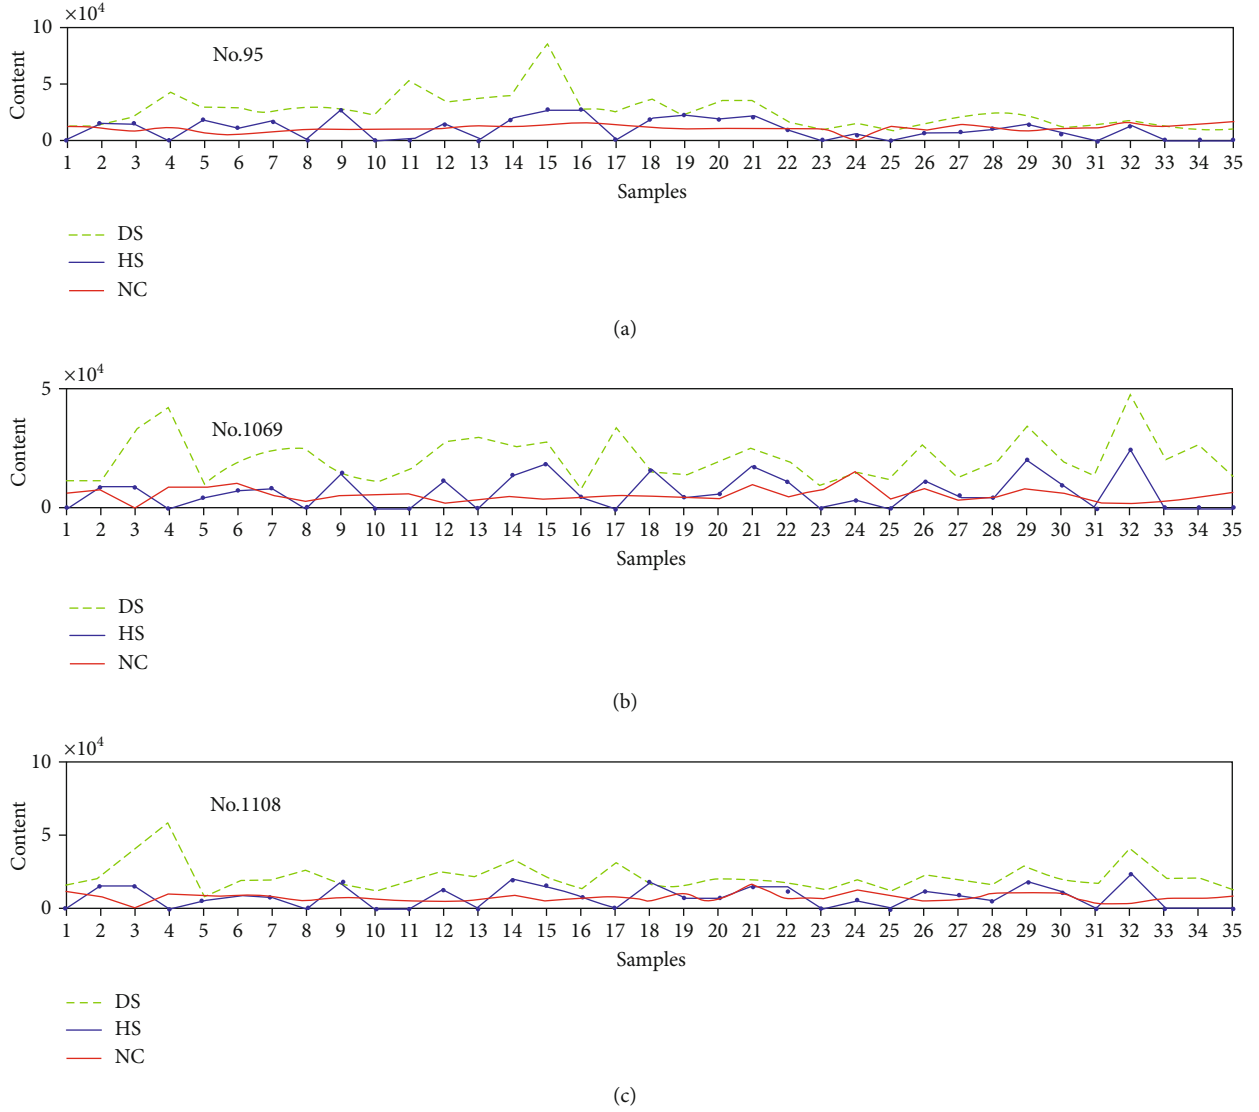 ×10⁴
10
5
0
Content
No.95
1 2 3 4 5 6 7 8 9 10 11 12 13 14 15 16 17 18 19 20 21 22 23 24 25 26 27 28 29 30 31 32 33 34 35
Samples
DS
HS
NC
(a)
×10⁴
5
0
Content
No.1069
1 2 3 4 5 6 7 8 9 10 11 12 13 14 15 16 17 18 19 20 21 22 23 24 25 26 27 28 29 30 31 32 33 34 35
Samples
DS
HS
NC
(b)
×10⁴
10
5
0
Content
No.1108
1 2 3 4 5 6 7 8 9 10 11 12 13 14 15 16 17 18 19 20 21 22 23 24 25 26 27 28 29 30 31 32 33 34 35
Samples
DS
HS
NC
(c)